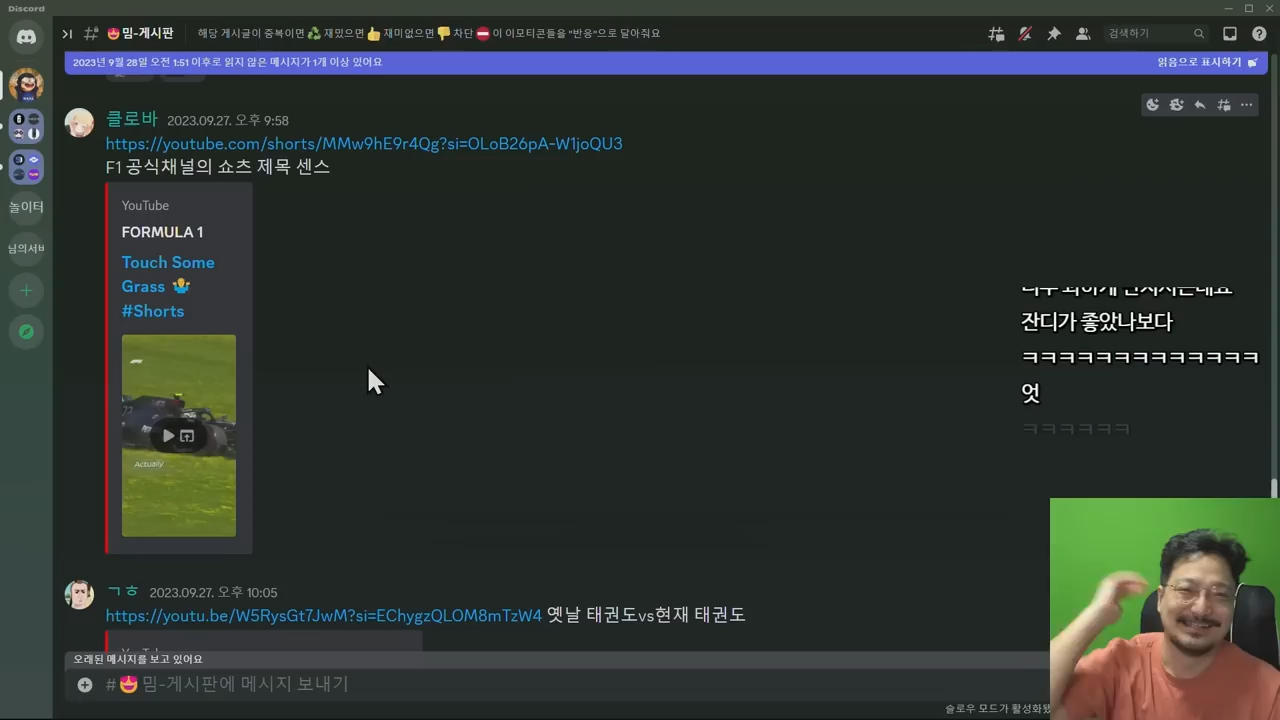 Discord
밈-게시판
해당 게시글이 중복이면 ♻️ 재밌으면 👍 재미없으면 👎 차단 ⛔ 이 이모티콘들을 "반응"으로 달아줘요
검색하기
2023년 9월 28일 오전 1:51 이후로 읽지 않은 메시지가 1개 이상 있어요
읽음으로 표시하기
클로바 2023.09.27. 오후 9:58
https://youtube.com/shorts/MMw9hE9r4Qg?si=OLoB26pA-W1joQU3
F1 공식채널의 쇼츠 제목 센스
YouTube
FORMULA 1
Touch Some
Grass 🤷
#Shorts
Actually
놀이터
님의서버
잔디가 좋았나보다
ㅋㅋㅋㅋㅋㅋㅋㅋㅋㅋㅋㅋㅋ
엇
ㅋㅋㅋㅋㅋㅋ
ㄱㅎ 2023.09.27. 오후 10:05
https://youtu.be/W5RysGt7JwM?si=EChygzQLOM8mTzW4 옛날 태권도vs현재 태권도
오래된 메시지를 보고 있어요
#😍밈-게시판에 메시지 보내기
슬로우 모드가 활성화